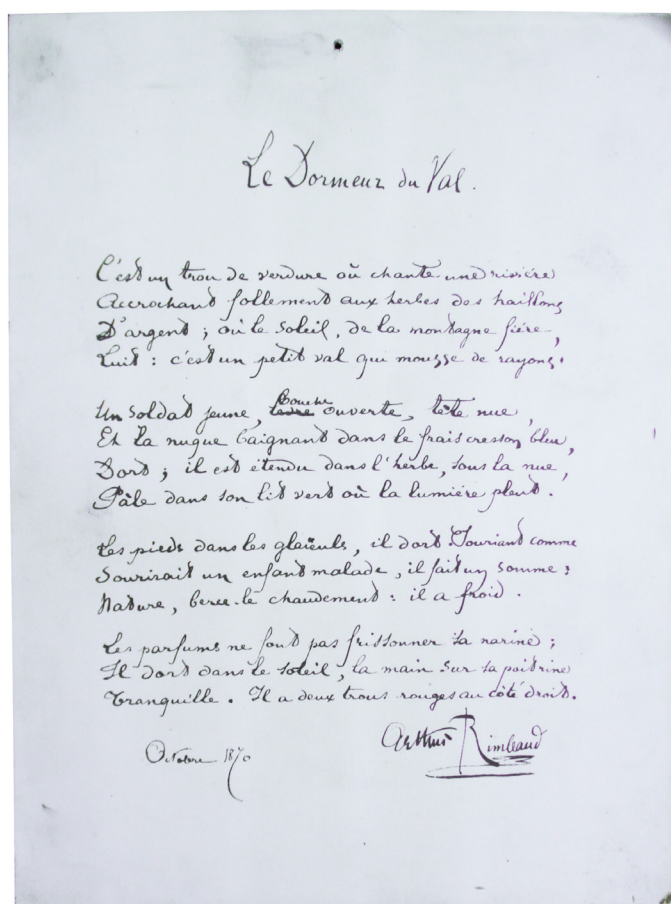 Le Dormeur du Val.
C'est un trou de verdure où chante une rivière
Accrochant follement aux herbes des haillons
D'argent ; où le soleil, de la montagne fière,
Luit : c'est un petit val qui mousse de rayons.
Un soldat jeune, bouche ouverte, tête nue,
Et la nuque baignant dans le frais cresson bleu,
Dort ; il est étendu dans l'herbe, sous la nue,
Pâle dans son lit vert où la lumière pleut.
Les pieds dans les glaïeuls, il dort. Souriant comme
Sourirait un enfant malade, il fait un somme :
Nature, berce-le chaudement : il a froid.
Les parfums ne font pas frissonner sa narine ;
Il dort dans le soleil, la main sur sa poitrine
Tranquille. Il a deux trous rouges au côté droit.
Arthur Rimbaud
Octobre 1870